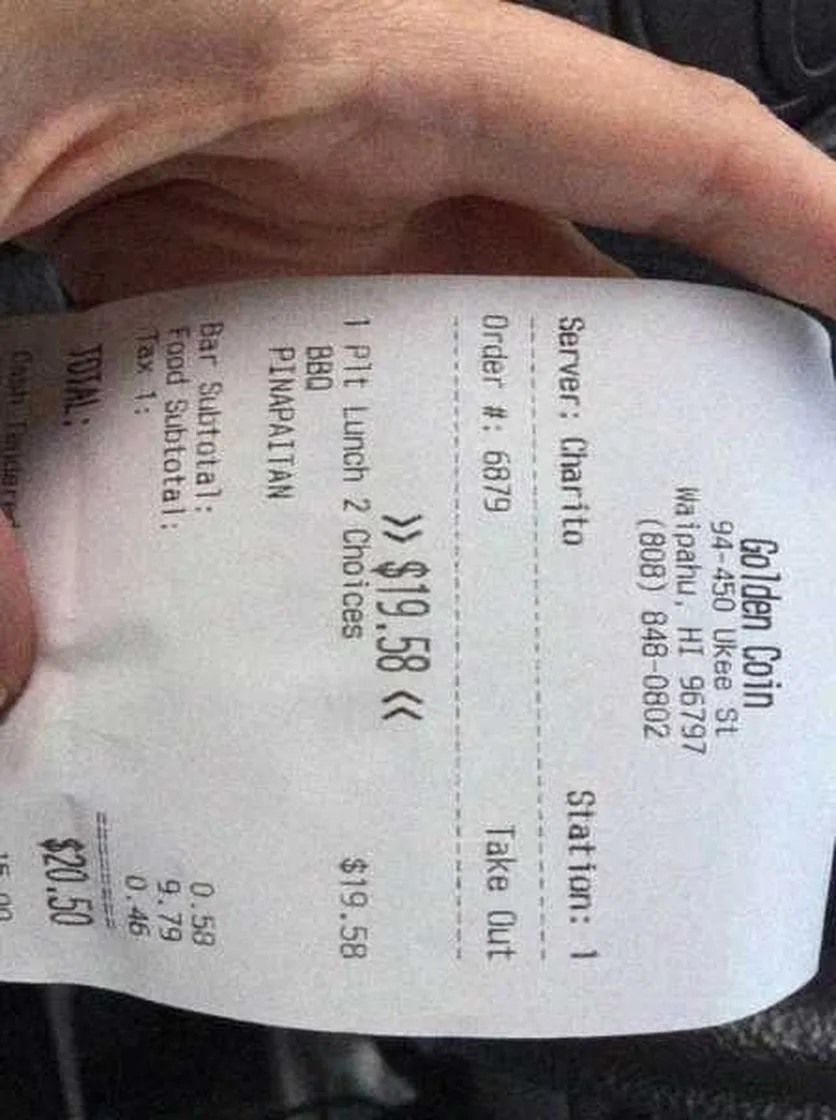 Golden Coin
94-450 Ukee St
Waipahu, HI 96797
(808) 848-0802
Server: Charito Station: 1
Order #: 6879 Take Out
>> $19.58 <<
1 Plt Lunch 2 Choices $19.58
BBQ
PINAPAITAN
Bar Subtotal: 0.58
Food Subtotal: 9.79
Tax 1: 0.46
=======
TOTAL: $20.50
Cash